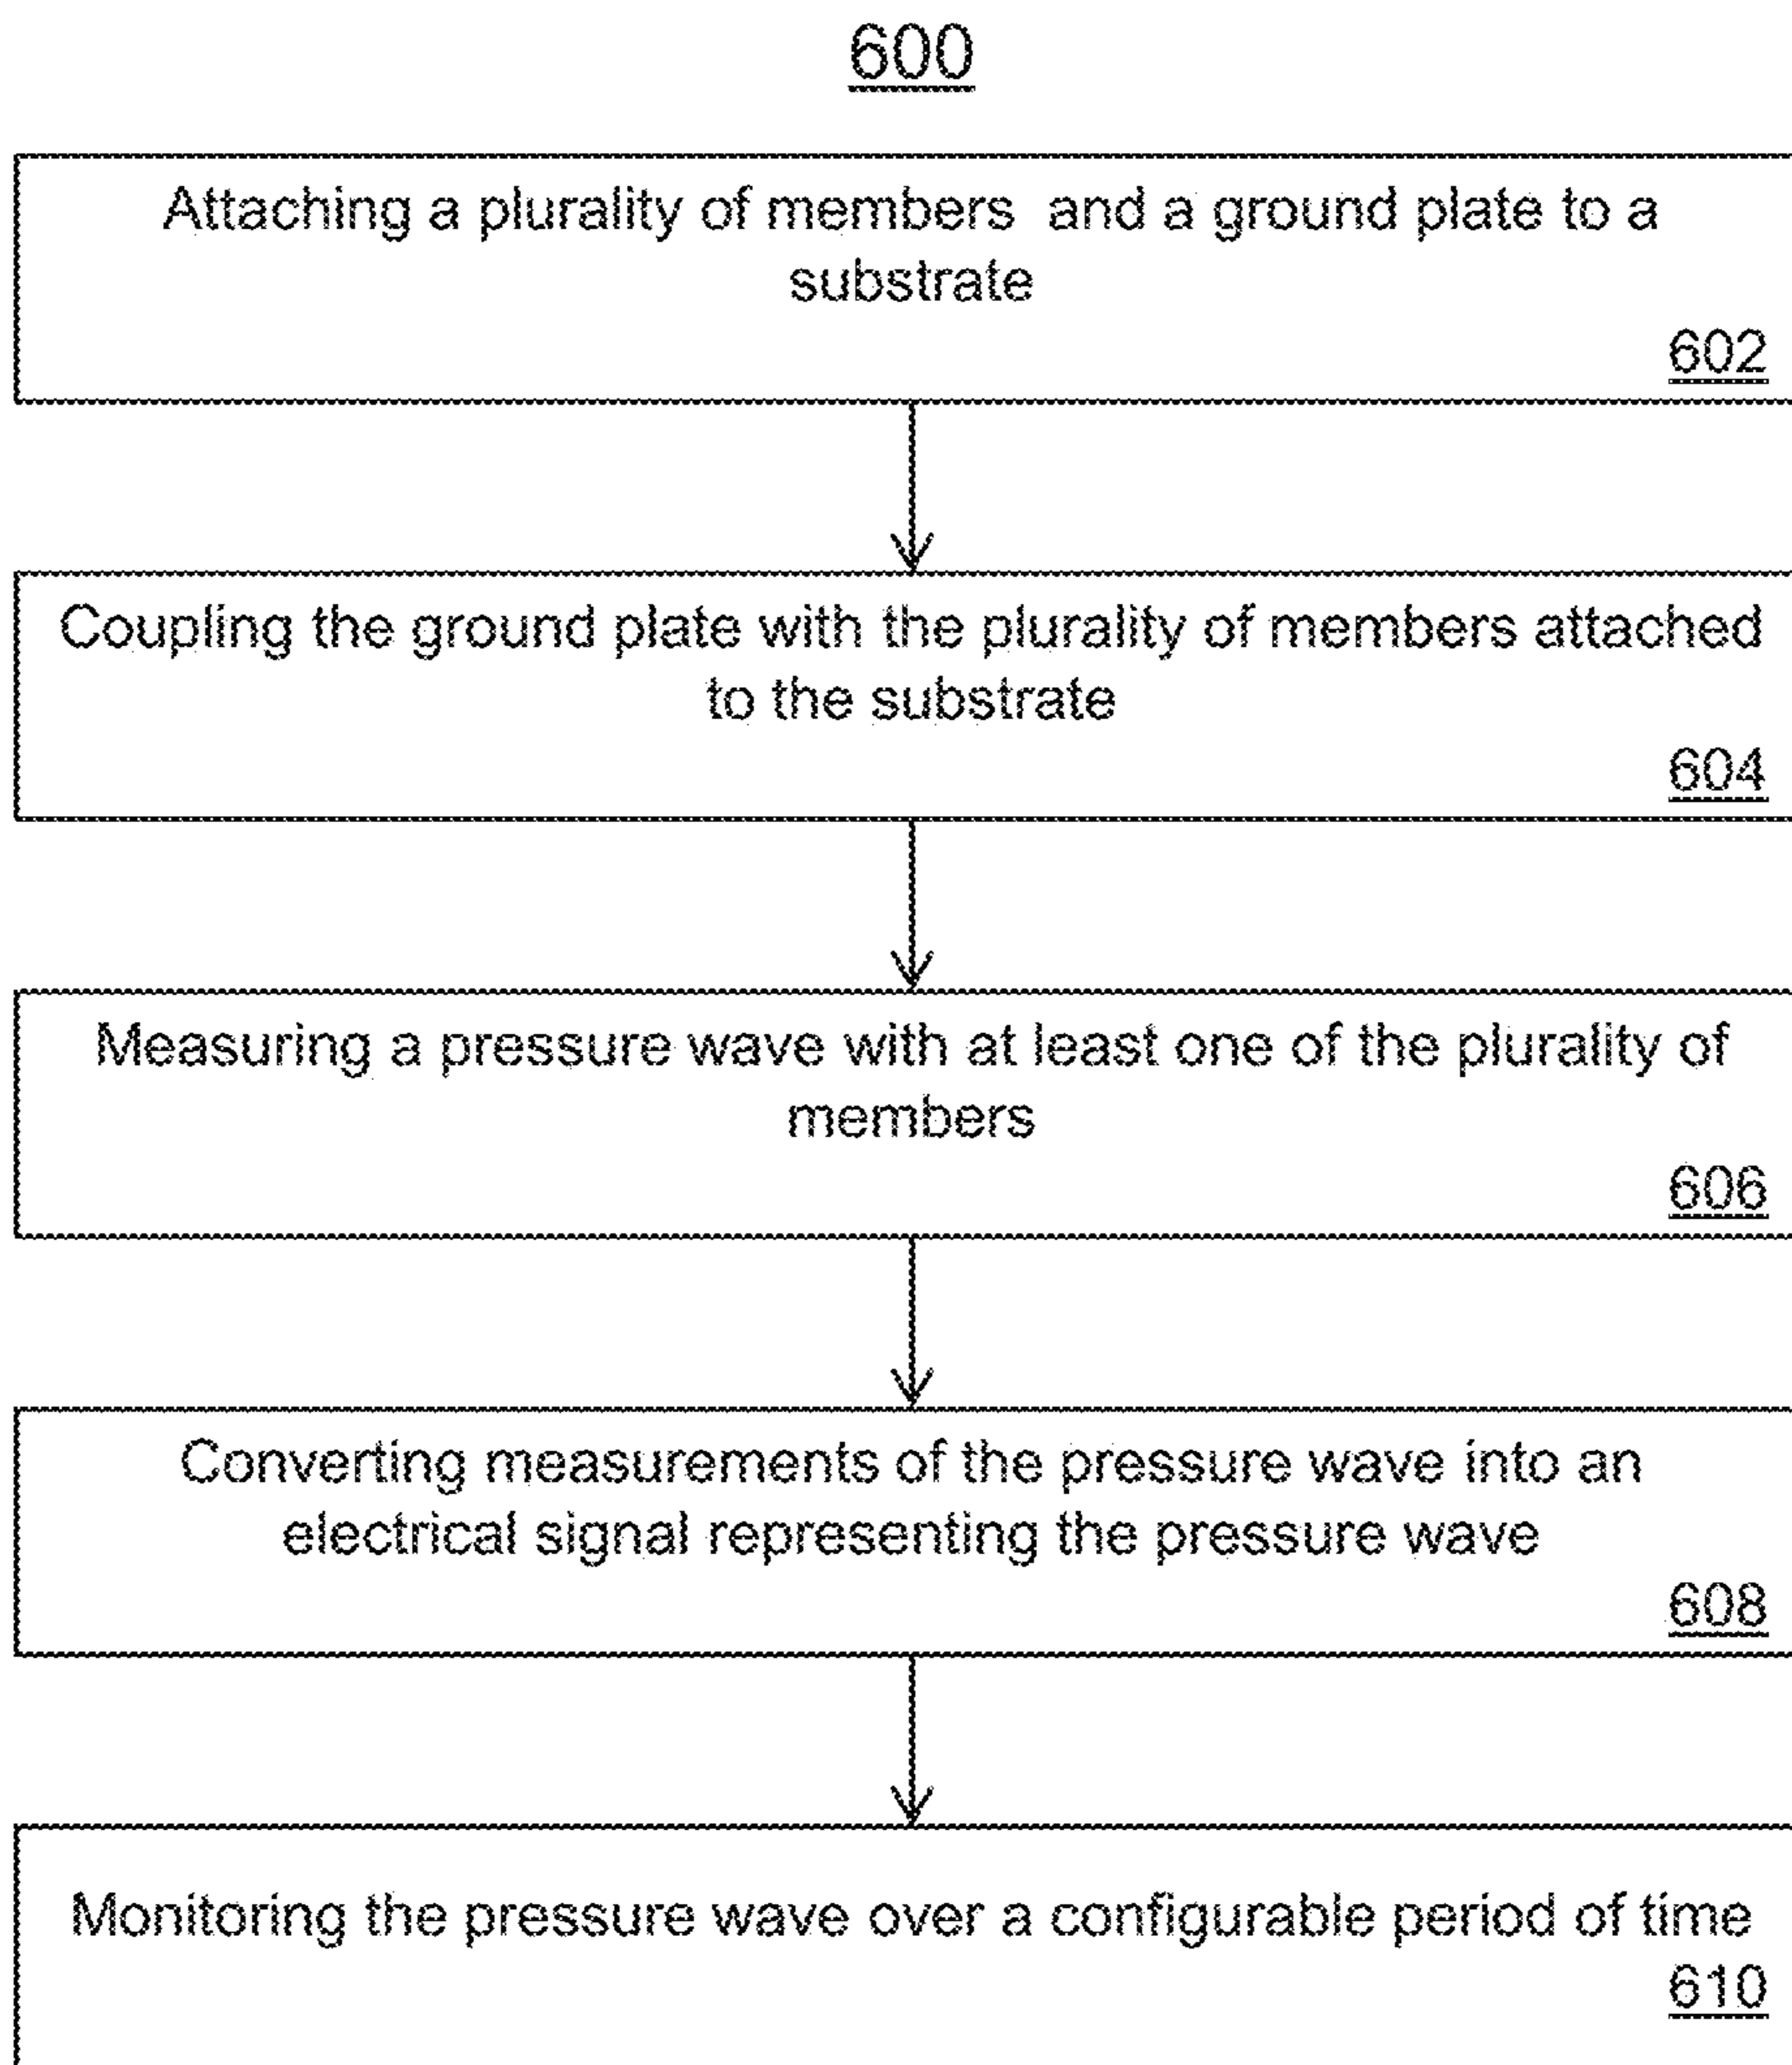 600
Attaching a plurality of members and a ground plate to a
substrate
602
Coupling the ground plate with the plurality of members attached
to the substrate
604
Measuring a pressure wave with at least one of the plurality of
members
606
Converting measurements of the pressure wave into an
electrical signal representing the pressure wave
608
Monitoring the pressure wave over a configurable period of time
610